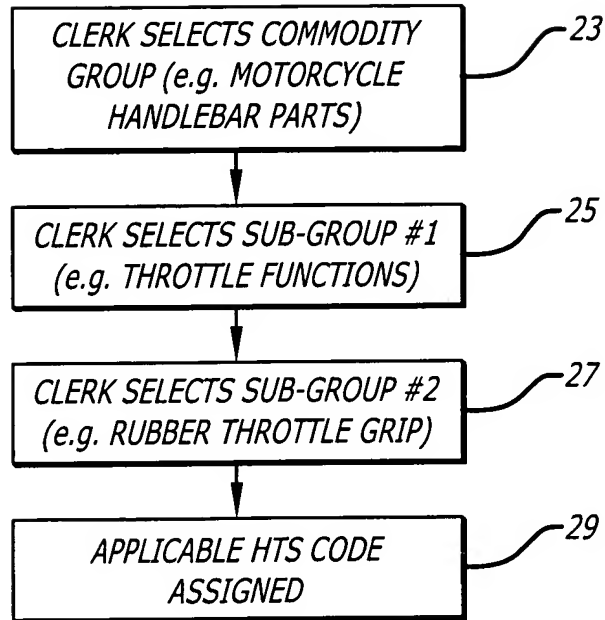 CLERK SELECTS COMMODITY
GROUP (e.g. MOTORCYCLE
HANDLEBAR PARTS)
23
CLERK SELECTS SUB-GROUP #1
(e.g. THROTTLE FUNCTIONS)
25
CLERK SELECTS SUB-GROUP #2
(e.g. RUBBER THROTTLE GRIP)
27
APPLICABLE HTS CODE
ASSIGNED
29